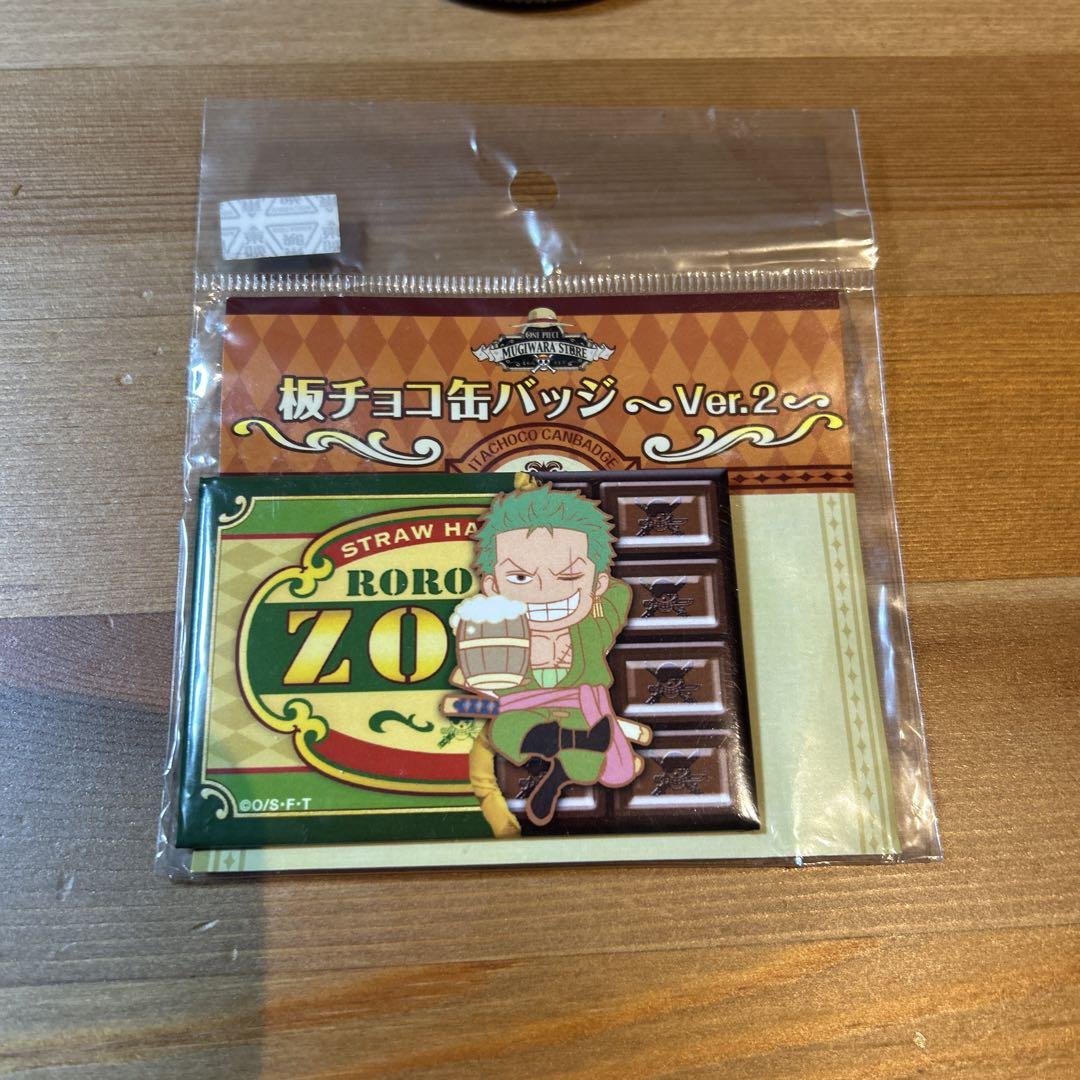 ONE PIECE
MUGIWARA STORE
板チョコ缶バッジ～Ver.2～
ITACHOCO CANBADGE
STRAW HA
RORO
ZO
©O/S・F・T